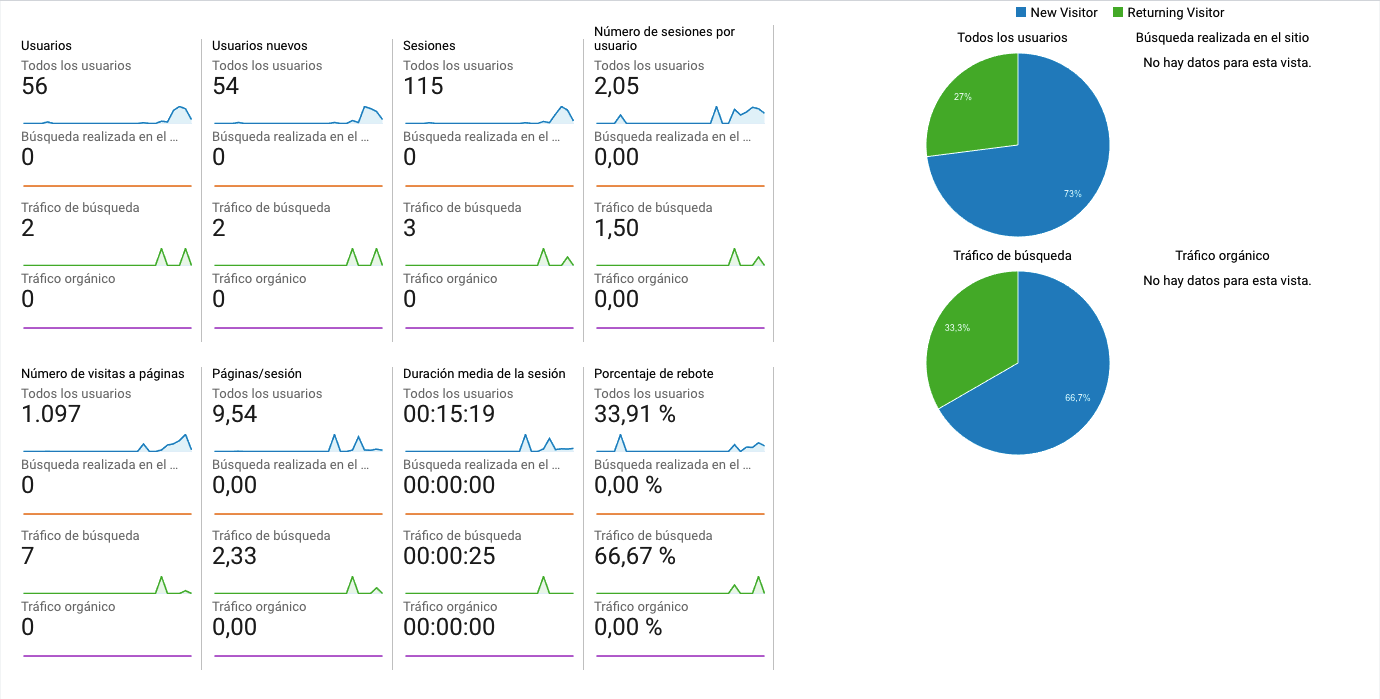 Usuarios
Todos los usuarios
56
Búsqueda realizada en el ...
0
Tráfico de búsqueda
2
Tráfico orgánico
0
Usuarios nuevos
Todos los usuarios
54
Búsqueda realizada en el ...
0
Tráfico de búsqueda
2
Tráfico orgánico
0
Sesiones
Todos los usuarios
115
Búsqueda realizada en el ...
0
Tráfico de búsqueda
3
Tráfico orgánico
0
Número de sesiones por
usuario
Todos los usuarios
2,05
Búsqueda realizada en el ...
0,00
Tráfico de búsqueda
1,50
Tráfico orgánico
0,00
Número de visitas a páginas
Todos los usuarios
1.097
Búsqueda realizada en el ...
0
Tráfico de búsqueda
7
Tráfico orgánico
0
Páginas/sesión
Todos los usuarios
9,54
Búsqueda realizada en el ...
0,00
Tráfico de búsqueda
2,33
Tráfico orgánico
0,00
Duración media de la sesión
Todos los usuarios
00:15:19
Búsqueda realizada en el ...
00:00:00
Tráfico de búsqueda
00:00:25
Tráfico orgánico
00:00:00
Porcentaje de rebote
Todos los usuarios
33,91 %
Búsqueda realizada en el ...
0,00 %
Tráfico de búsqueda
66,67 %
Tráfico orgánico
0,00 %
New Visitor
Returning Visitor
Todos los usuarios
27%
73%
Búsqueda realizada en el sitio
No hay datos para esta vista.
Tráfico de búsqueda
33,3%
66,7%
Tráfico orgánico
No hay datos para esta vista.